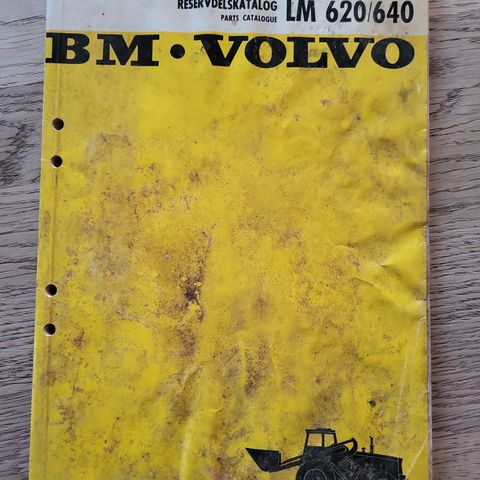 RESERVDELSKATALOG LM 620/640
PARTS CATALOGUE
BM • VOLVO